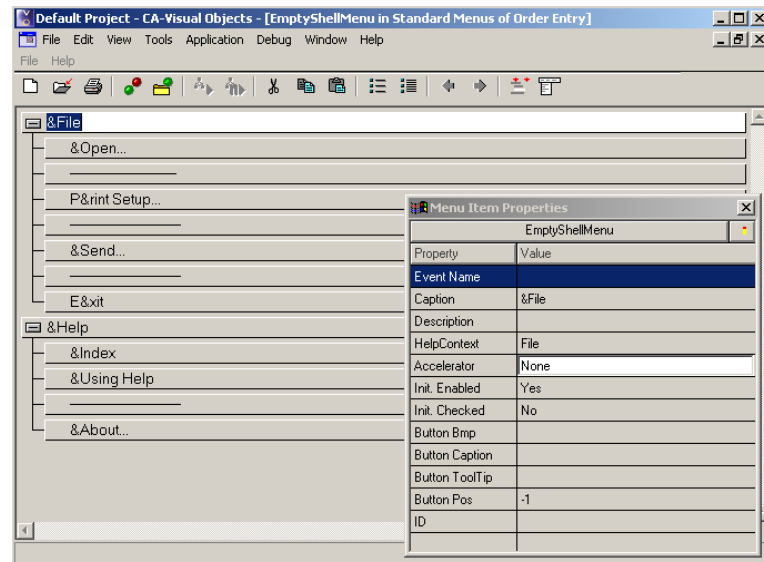 Default Project - CA-Visual Objects - [EmptyShellMenu in Standard Menus of Order Entry]
File Edit View Tools Application Debug Window Help
File Help
&File
&Open...
P&rint Setup...
&Send...
E&xit
&Help
&Index
&Using Help
&About...
Menu Item Properties
EmptyShellMenu
Property Value
Event Name
Caption &File
Description
HelpContext File
Accelerator None
Init. Enabled Yes
Init. Checked No
Button Bmp
Button Caption
Button ToolTip
Button Pos -1
ID